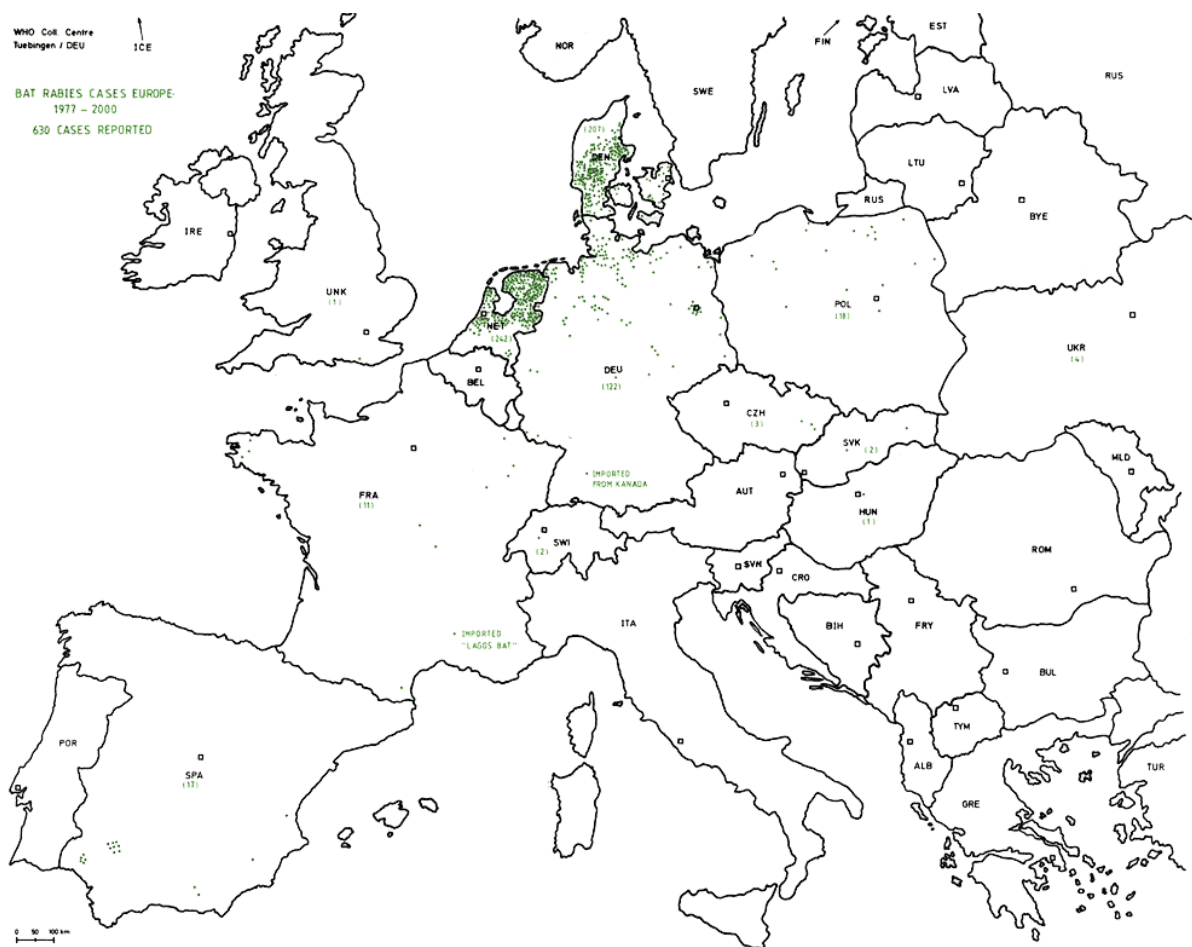 WHO Coll. Centre
Tuebingen / DEU
ICE
BAT RABIES CASES EUROPE
1977 - 2000
630 CASES REPORTED
NOR
SWE
FIN
EST
RUS
LVA
(207)
DEN
LTU
RUS
BYE
IRE
UNK
(1)
NET
(242)
POL
(18)
UKR
(4)
BEL
DEU
(122)
CZH
(3)
SVK
(2)
MLD
IMPORTED
FROM KANADA
AUT
FRA
(11)
HUN
(1)
SWI
(2)
ROM
SVN
CRO
ITA
BIH
FRY
IMPORTED
"LAGOS BAT"
BUL
TYM
POR
SPA
(17)
ALB
TUR
GRE
0 50 100 km